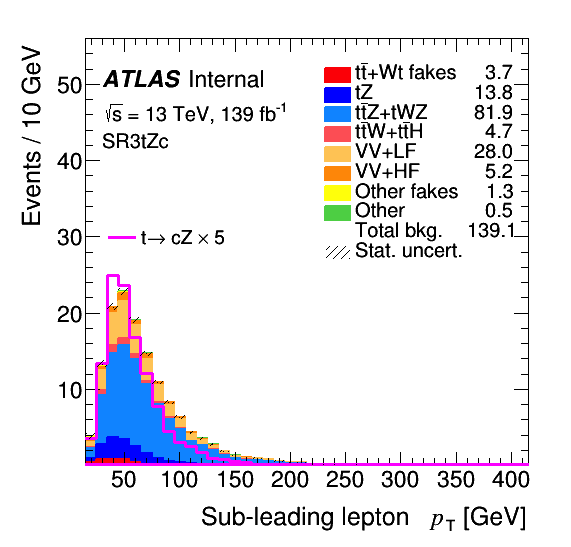 Events / 10 GeV
50
40
30
20
10
ATLAS Internal
√s = 13 TeV, 139 fb⁻¹
SR3tZc
t→ cZ × 5
tt̄+Wt fakes 3.7
tZ 13.8
tt̄Z+tWZ 81.9
tt̄W+tt̄H 4.7
VV+LF 28.0
VV+HF 5.2
Other fakes 1.3
Other 0.5
Total bkg. 139.1
Stat. uncert.
50 100 150 200 250 300 350 400
Sub-leading lepton p_T [GeV]